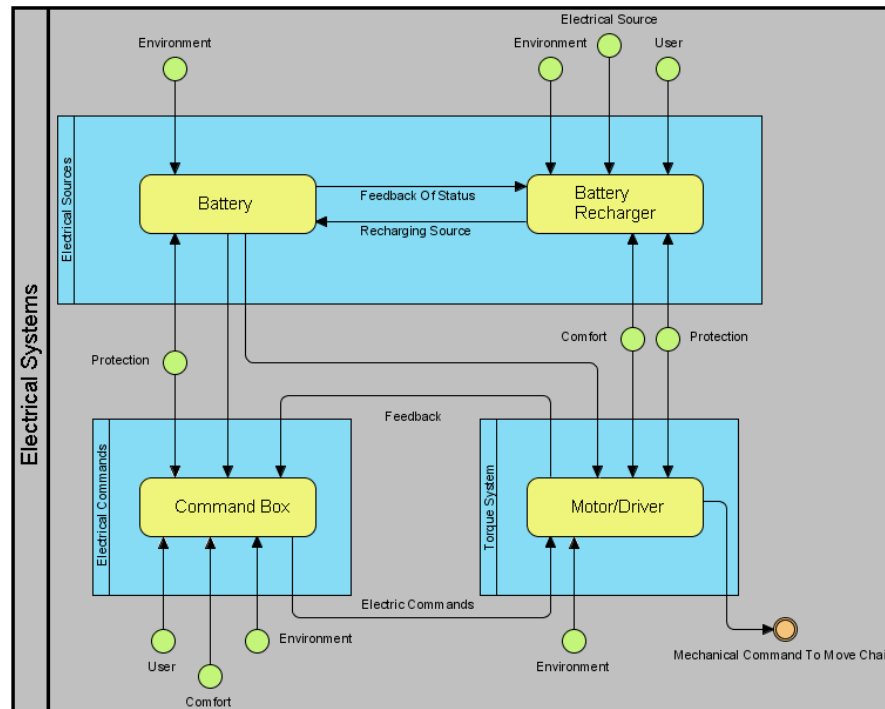 Electrical Source
Environment
Environment
User
Electrical Systems
Electrical Sources
Battery
Feedback Of Status
Recharging Source
Battery
Recharger
Protection
Comfort
Protection
Feedback
Electrical Commands
Command Box
Torque System
Motor/Driver
Electric Commands
User
Comfort
Environment
Environment
Mechanical Command To Move Chair